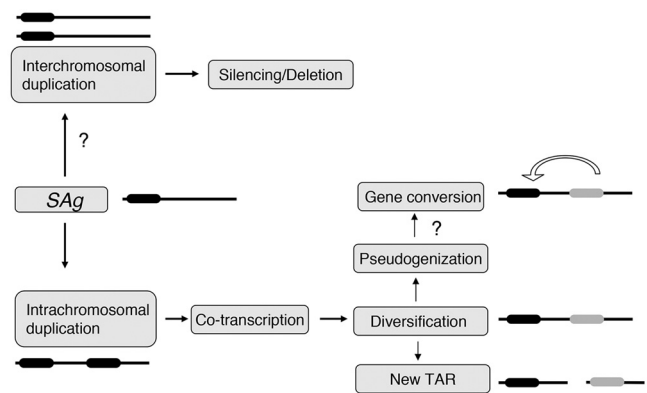 Interchromosomal
duplication
Silencing/Deletion
?
SAg
Gene conversion
?
Pseudogenization
Intrachromosomal
duplication
Co-transcription
Diversification
New TAR